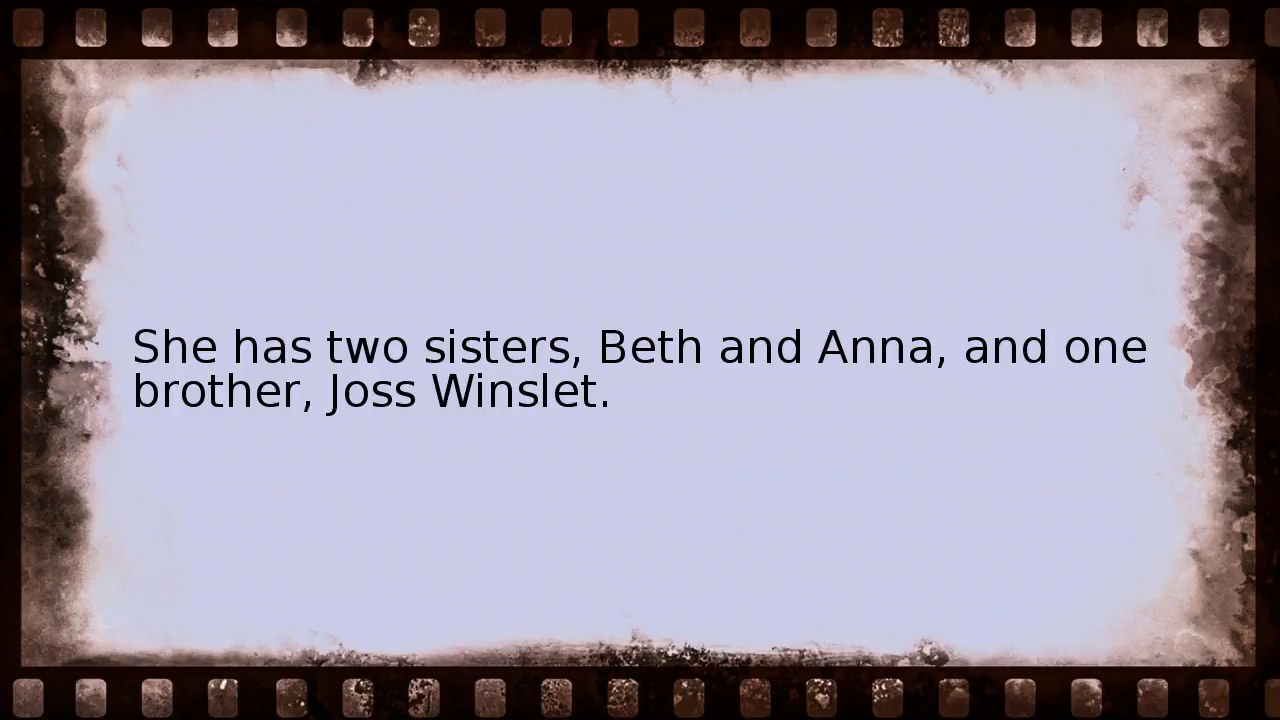 She has two sisters, Beth and Anna, and one
brother, Joss Winslet.